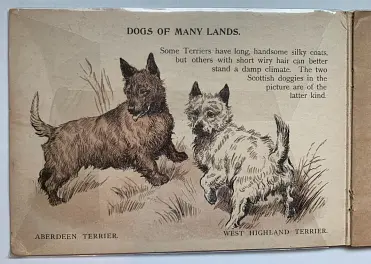 DOGS OF MANY LANDS.
Some Terriers have long, handsome silky coats,
but others with short wiry hair can better
stand a damp climate. The two
Scottish doggies in the
picture are of the
latter kind.
ABERDEEN TERRIER.
WEST HIGHLAND TERRIER.